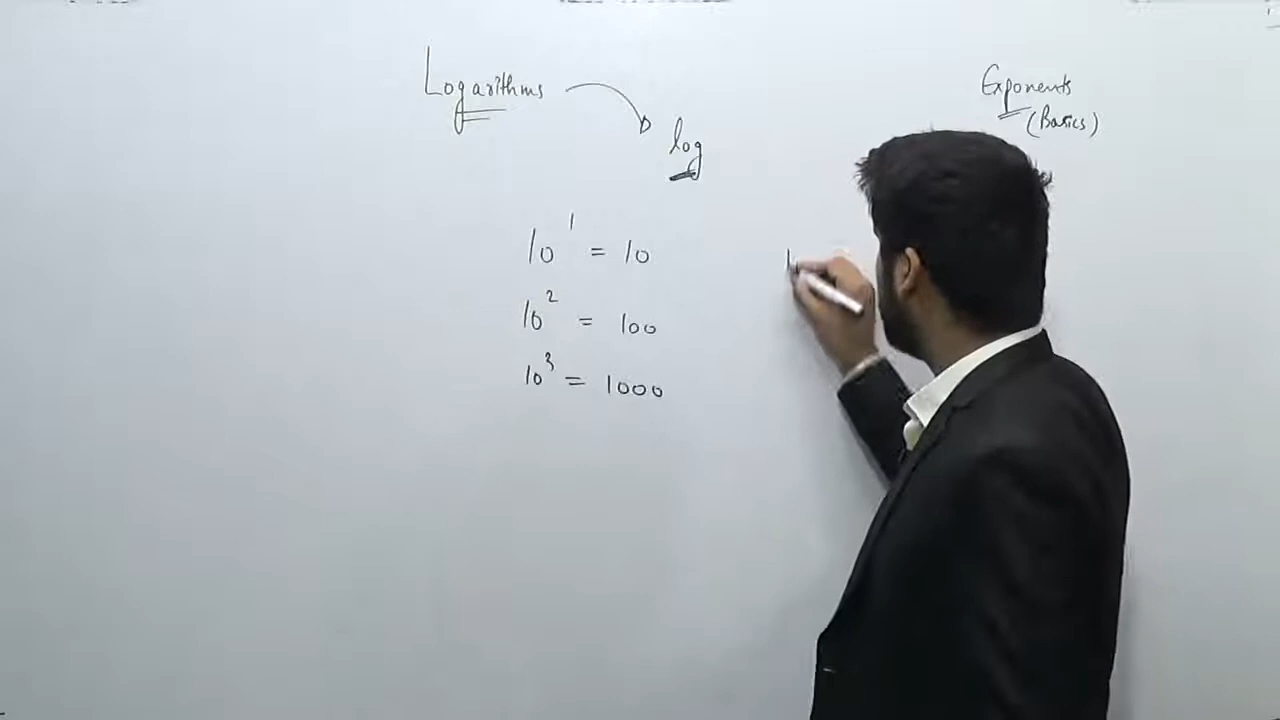 Logarithms
log
Exponents
(Basics)
10¹ = 10
10² = 100
10³ = 1000